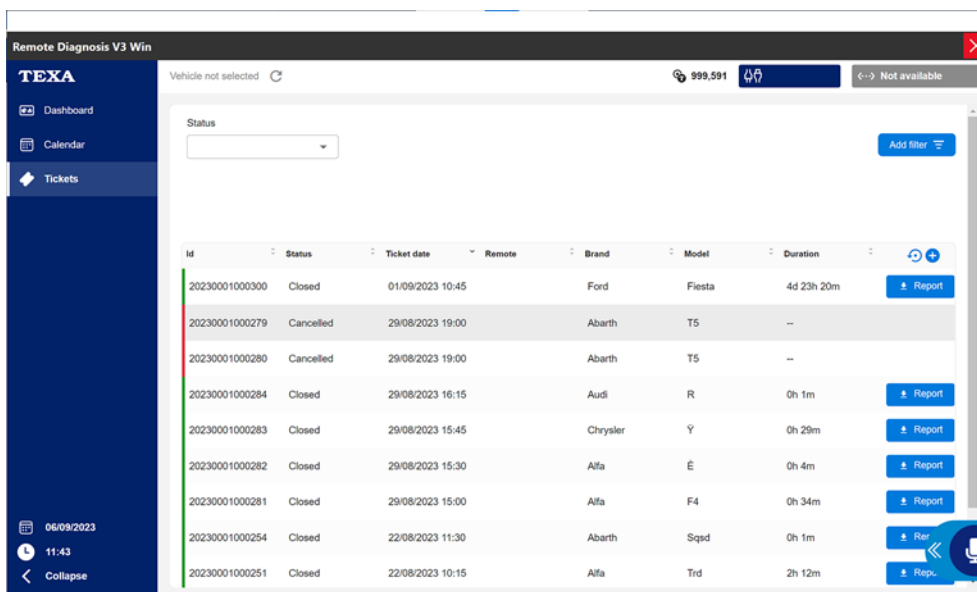 Remote Diagnosis V3 Win
TEXA
Vehicle not selected
999,591
Not available
Dashboard
Calendar
Tickets
Status
Add filter
Id Status Ticket date Remote Brand Model Duration
20230001000300 Closed 01/09/2023 10:45 Ford Fiesta 4d 23h 20m Report
20230001000279 Cancelled 29/08/2023 19:00 Abarth T5 --
20230001000280 Cancelled 29/08/2023 19:00 Abarth T5 --
20230001000284 Closed 29/08/2023 16:15 Audi R 0h 1m Report
20230001000283 Closed 29/08/2023 15:45 Chrysler Ÿ 0h 29m Report
20230001000282 Closed 29/08/2023 15:30 Alfa È 0h 4m Report
20230001000281 Closed 29/08/2023 15:00 Alfa F4 0h 34m Report
20230001000254 Closed 22/08/2023 11:30 Abarth Sqsd 0h 1m
20230001000251 Closed 22/08/2023 10:15 Alfa Trd 2h 12m
06/09/2023
11:43
Collapse